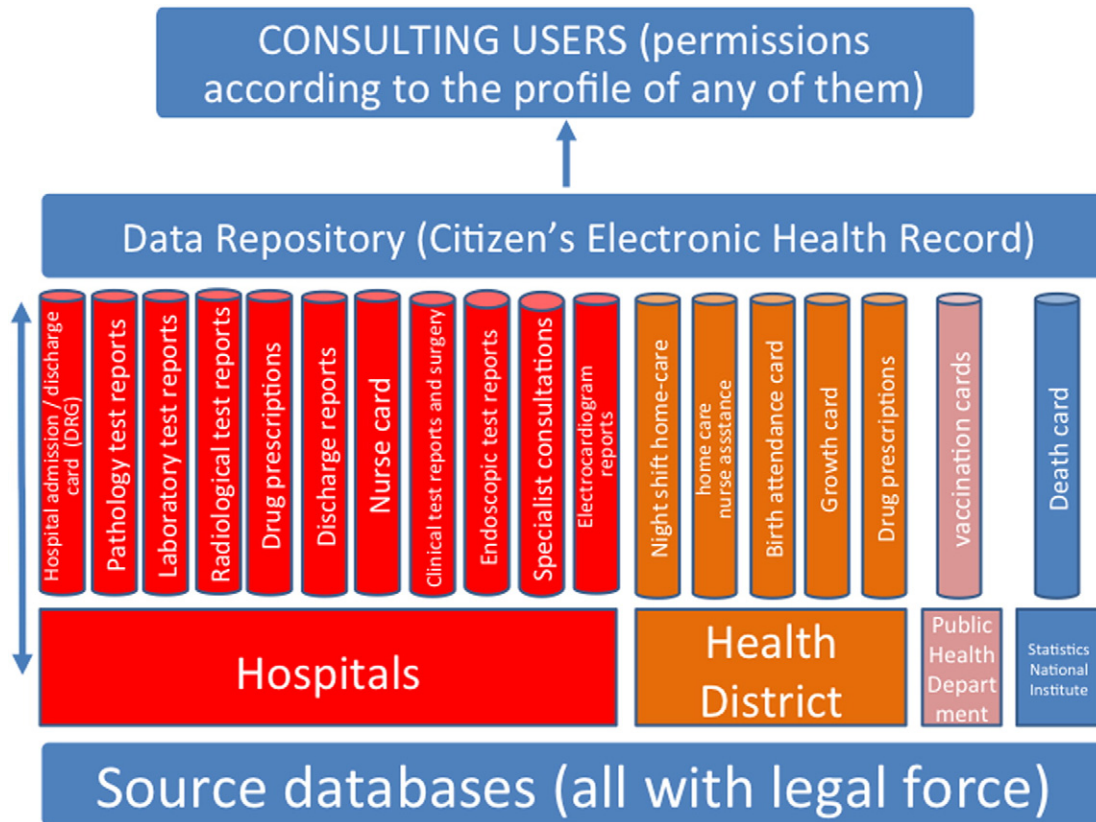 CONSULTING USERS (permissions
according to the profile of any of them)
Data Repository (Citizen's Electronic Health Record)
Hospital admission / discharge
card (DRG)
Pathology test reports
Laboratory test reports
Radiological test reports
Drug prescriptions
Discharge reports
Nurse card
Clinical test reports and surgery
Endoscopic test reports
Specialist consultations
Electrocardiogram
reports
Night shift home-care
home care
nurse assstance
Birth attendance card
Growth card
Drug prescriptions
vaccination cards
Death card
Hospitals
Health
District
Public
Health
Depart
ment
Statistics
National
Institute
Source databases (all with legal force)